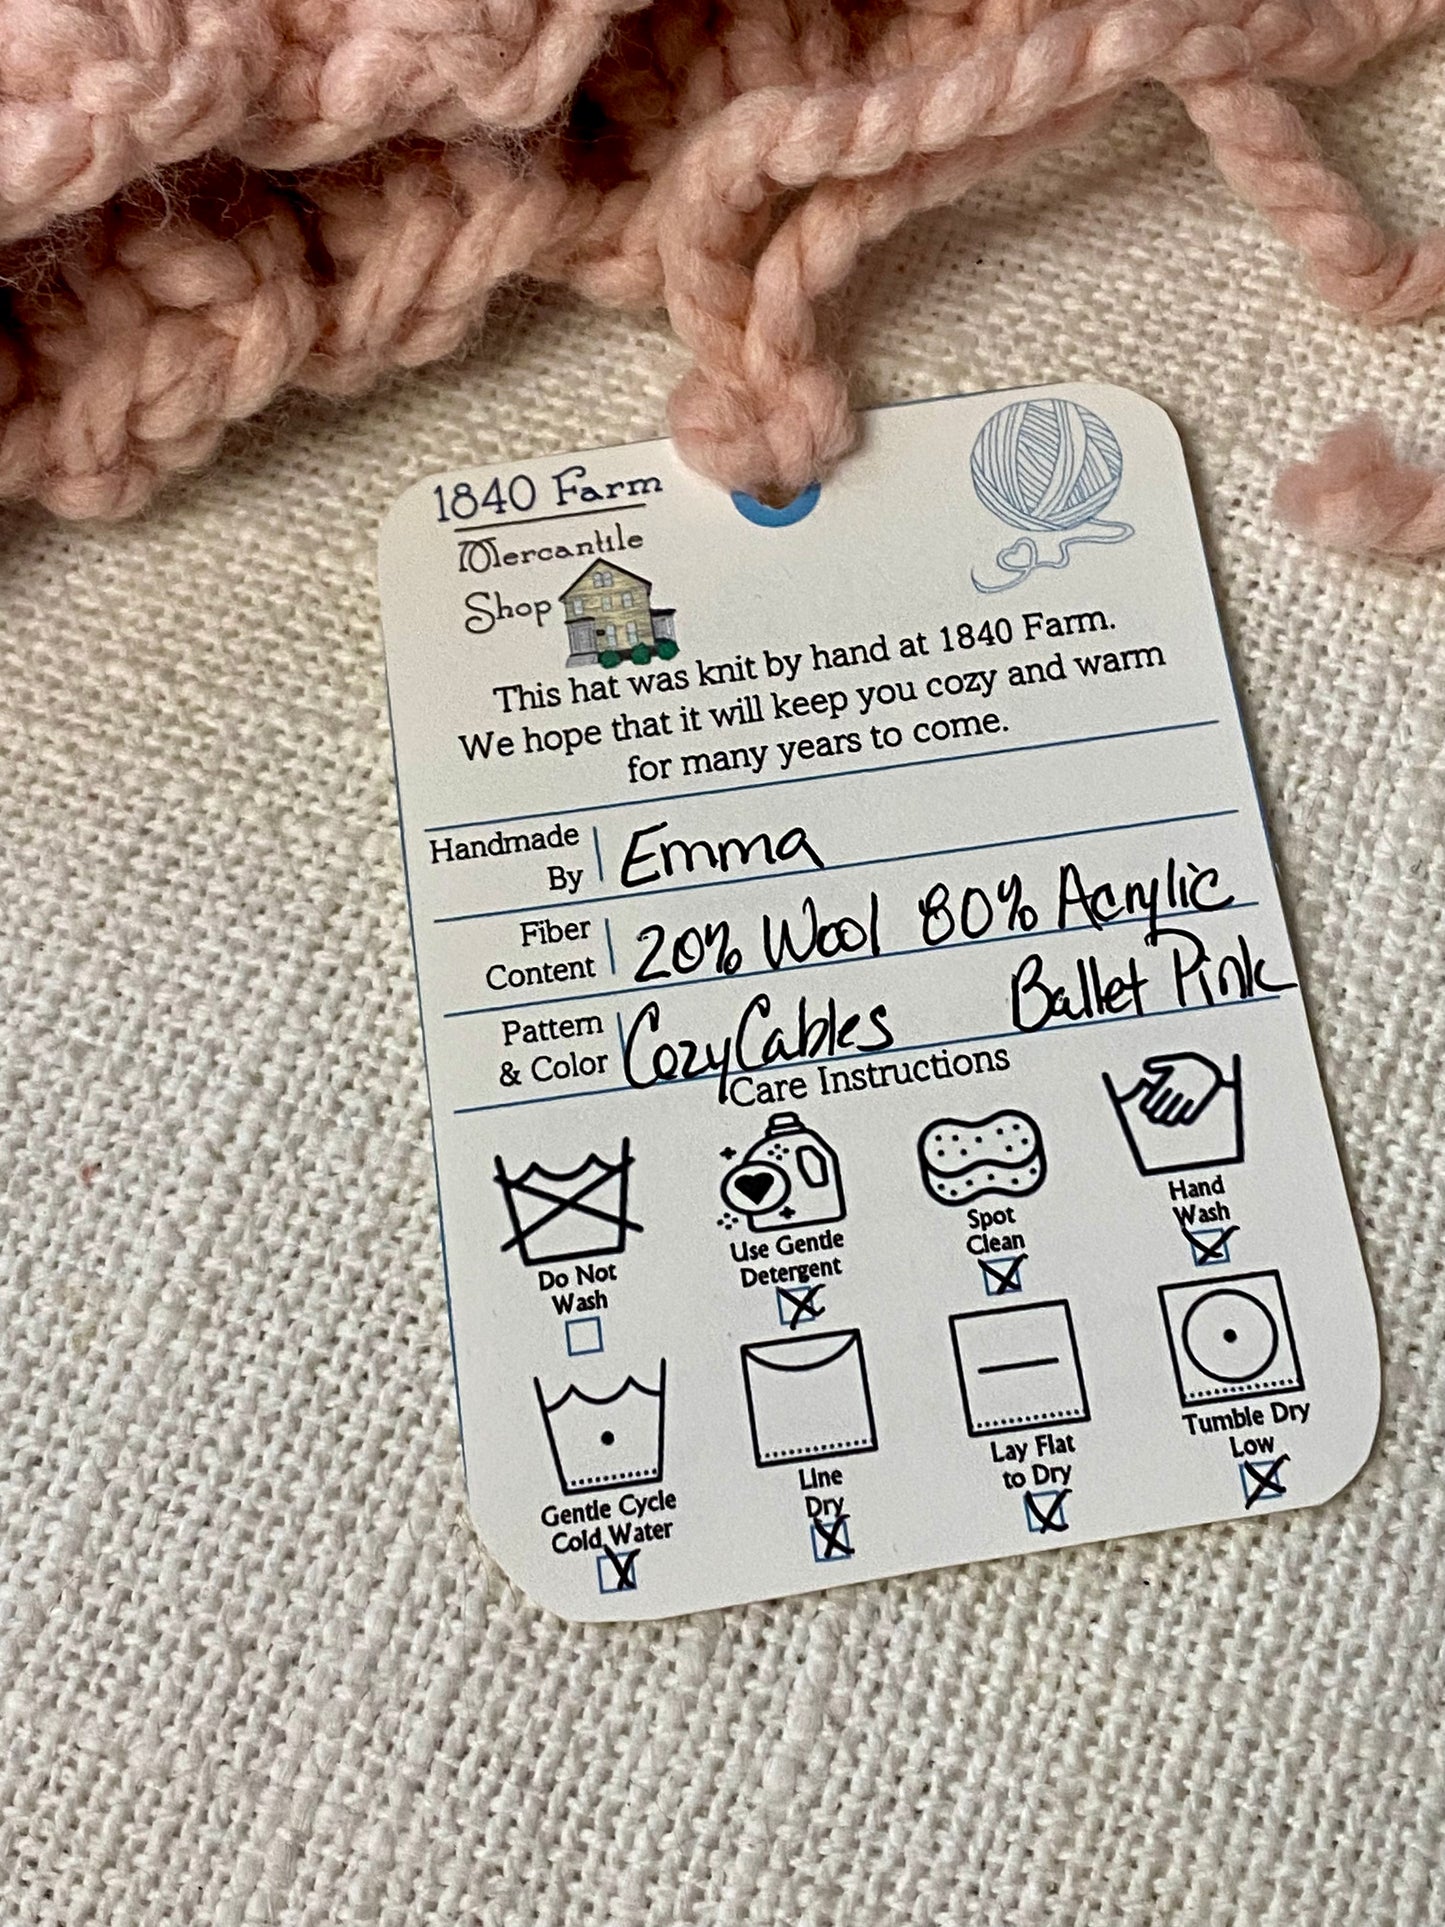 1840 Farm
Mercantile
Shop
This hat was knit by hand at 1840 Farm.
We hope that it will keep you cozy and warm
for many years to come.
Handmade
By
Emma
Fiber
Content
20% Wool 80% Acrylic
Pattern
& Color
Cozy Cables Ballet Pink
Care Instructions
Do Not
Wash
Use Gentle
Detergent
Spot
Clean
Hand
Wash
Gentle Cycle
Cold Water
Line
Dry
Lay Flat
to Dry
Tumble Dry
Low